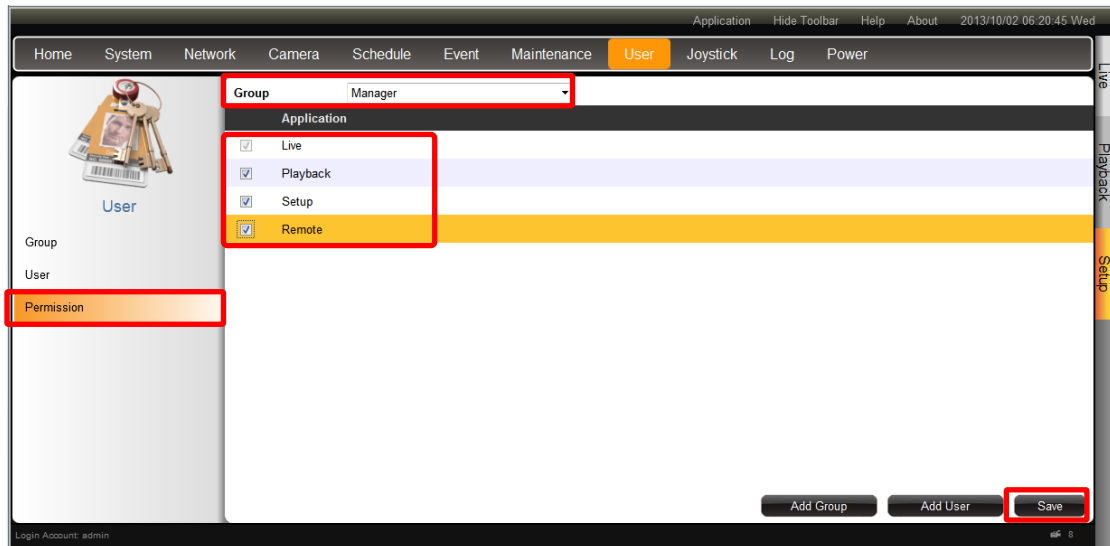 Application Hide Toolbar Help About 2013/10/02 06:20:45 Wed
Home System Network Camera Schedule Event Maintenance User Joystick Log Power
Live
Playback
Setup
User
Group
User
Permission
Group Manager
Application
Live
Playback
Setup
Remote
Add Group Add User Save
Login Account: admin 8